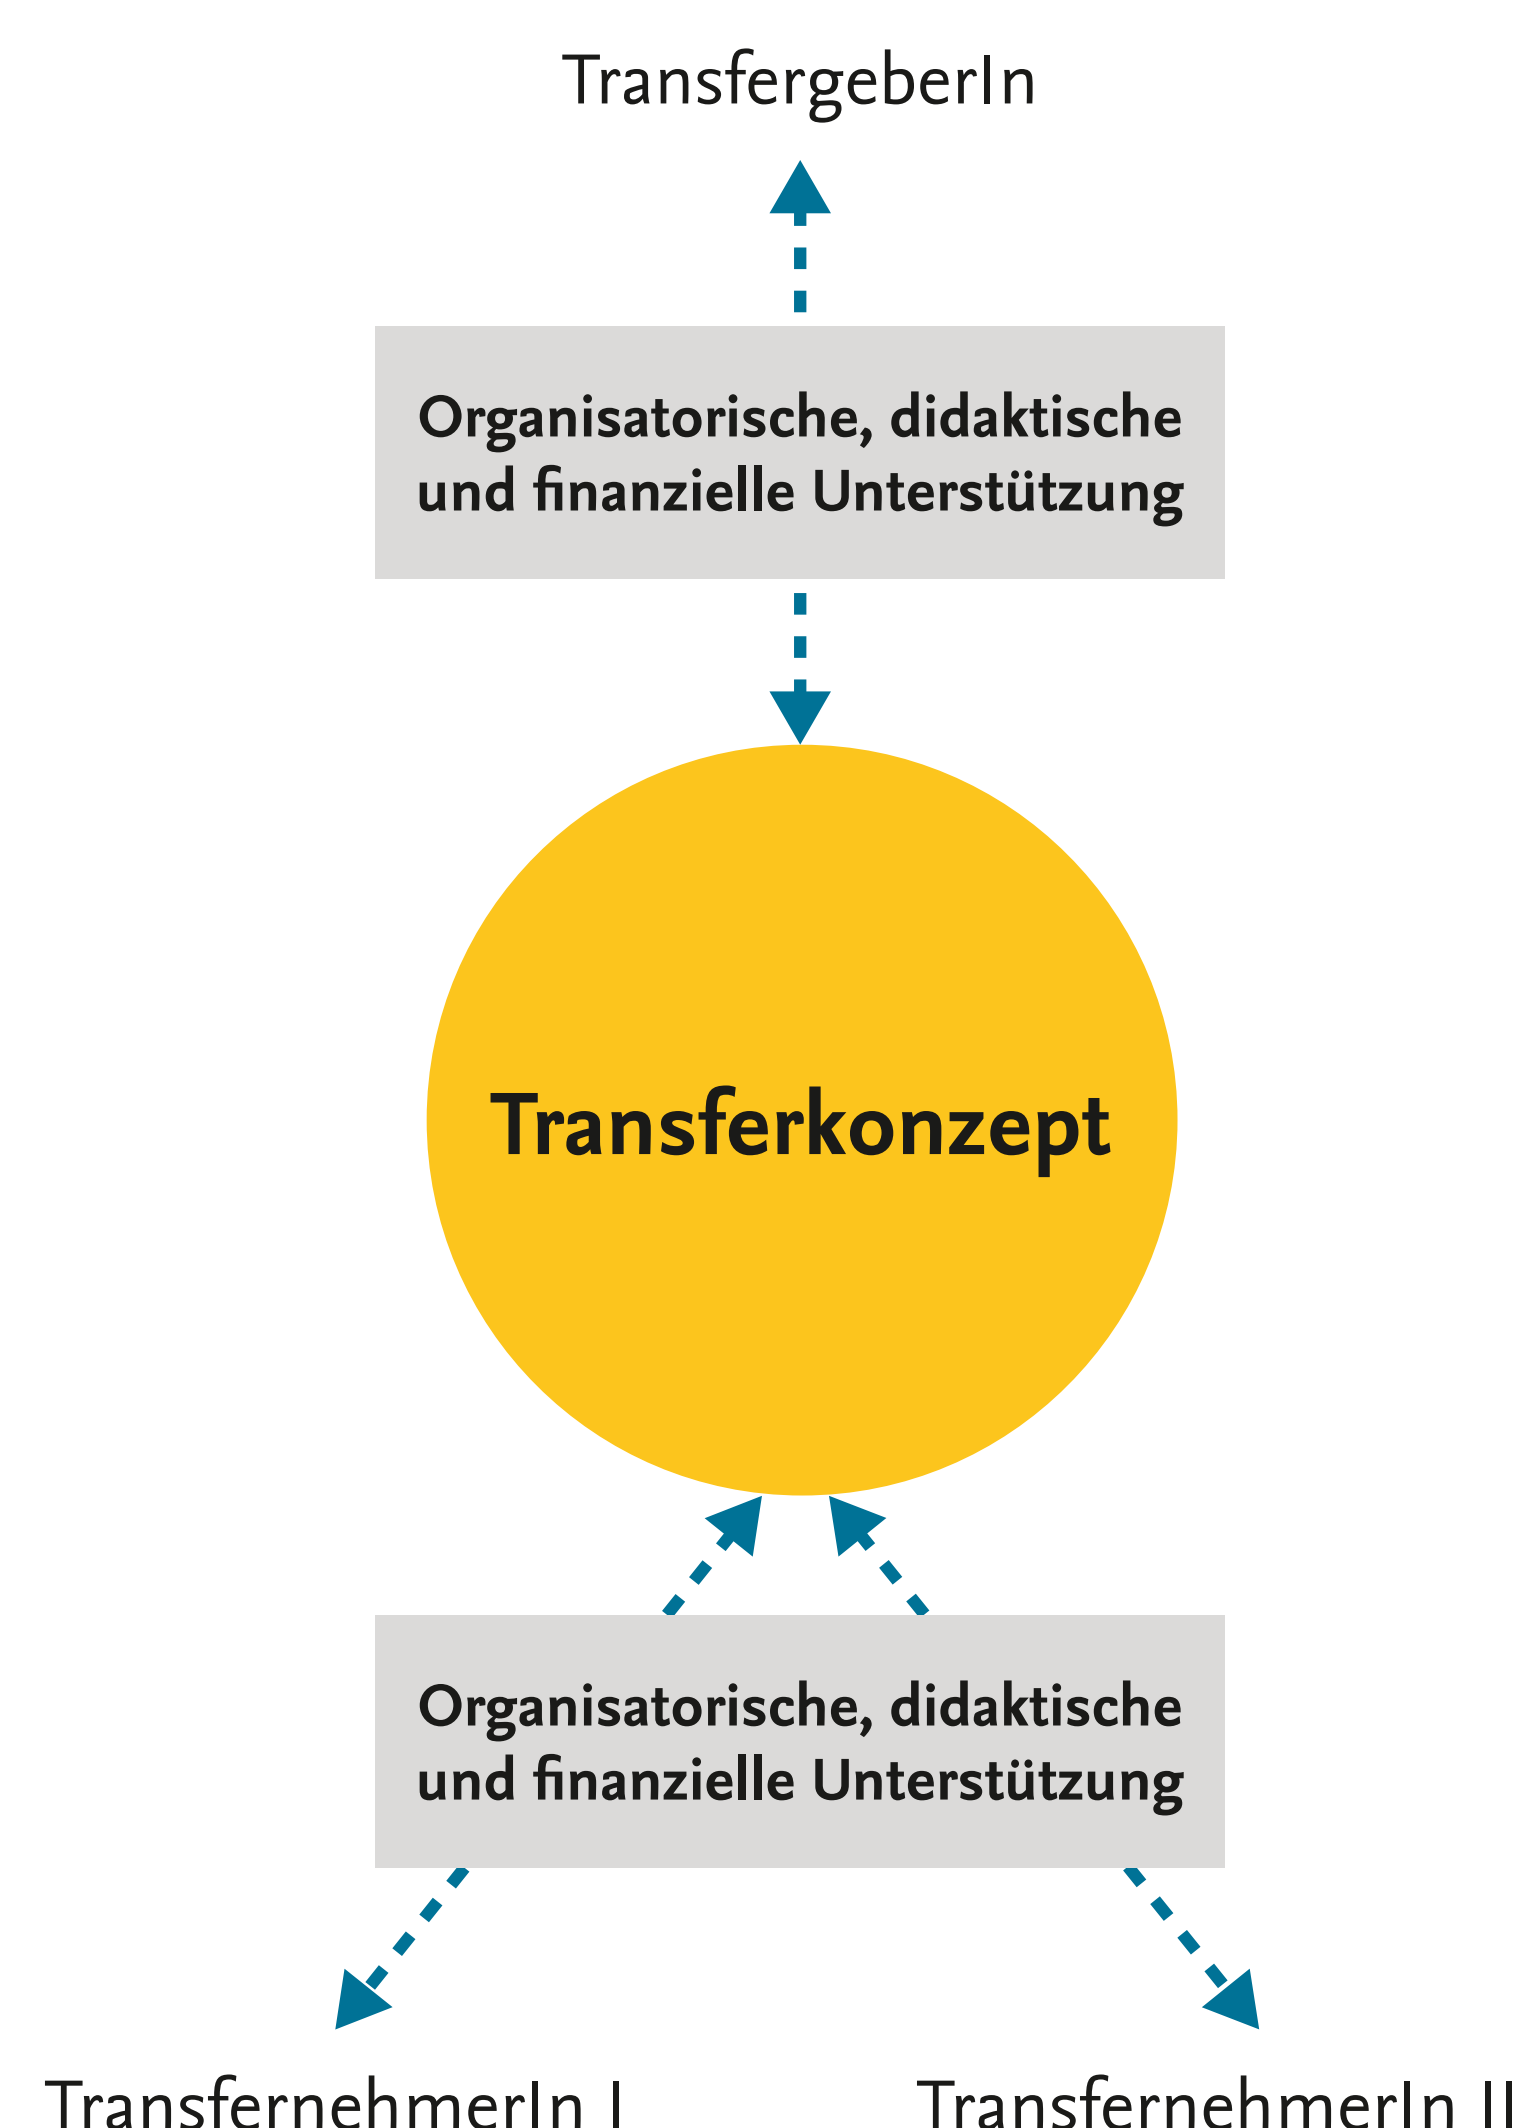 TransfergeberIn
Organisatorische, didaktische
und finanzielle Unterstützung
Transferkonzept
Organisatorische, didaktische
und finanzielle Unterstützung
TransfernehmerIn I
TransfernehmerIn II